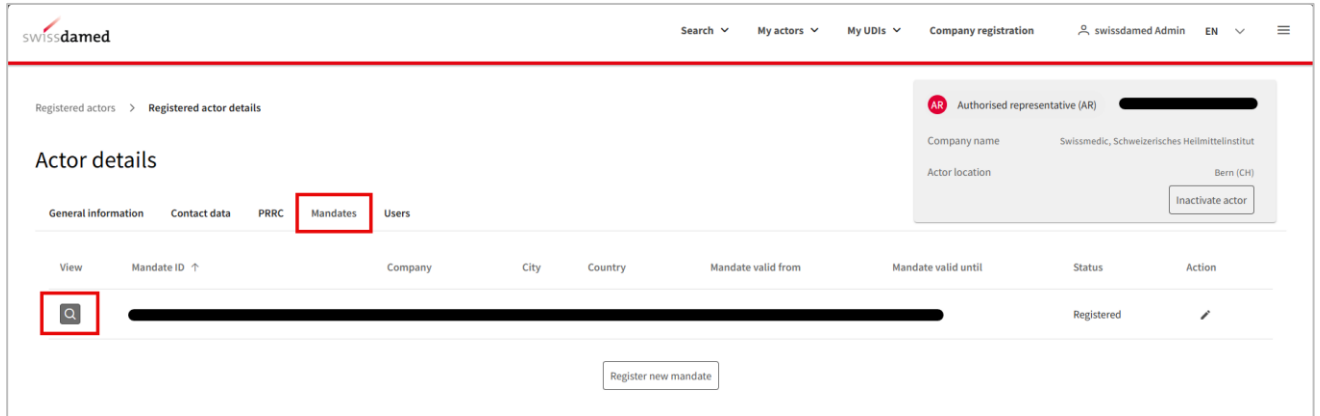 swissdamed
Search My actors My UDIs Company registration swissdamed Admin EN
Registered actors > Registered actor details
AR Authorised representative (AR)
Company name Swissmedic, Schweizerisches Heilmittelinstitut
Actor location Bern (CH)
Inactivate actor
Actor details
General information Contact data PRRC Mandates Users
View Mandate ID ↑ Company City Country Mandate valid from Mandate valid until Status Action
Registered
Register new mandate